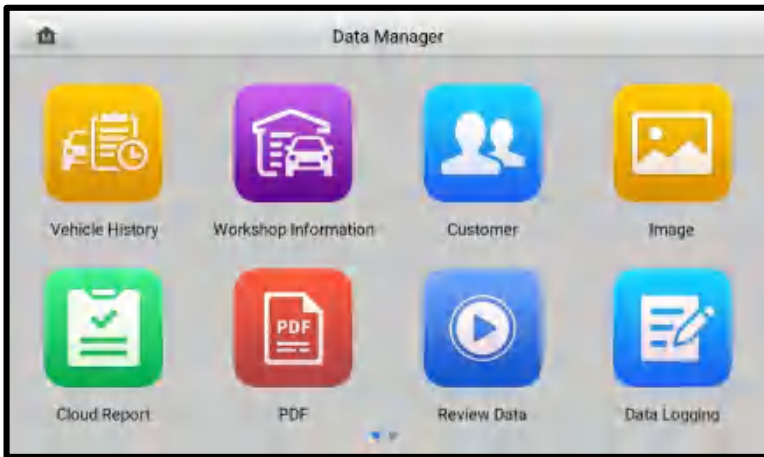 Data Manager
Vehicle History
Workshop Information
Customer
Image
Cloud Report
PDF
PDF
Review Data
Data Logging